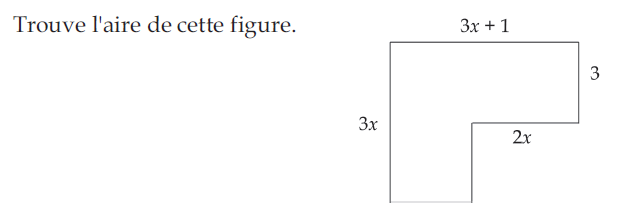 Trouve l'aire de cette figure.
3x + 1
3
3x
2x